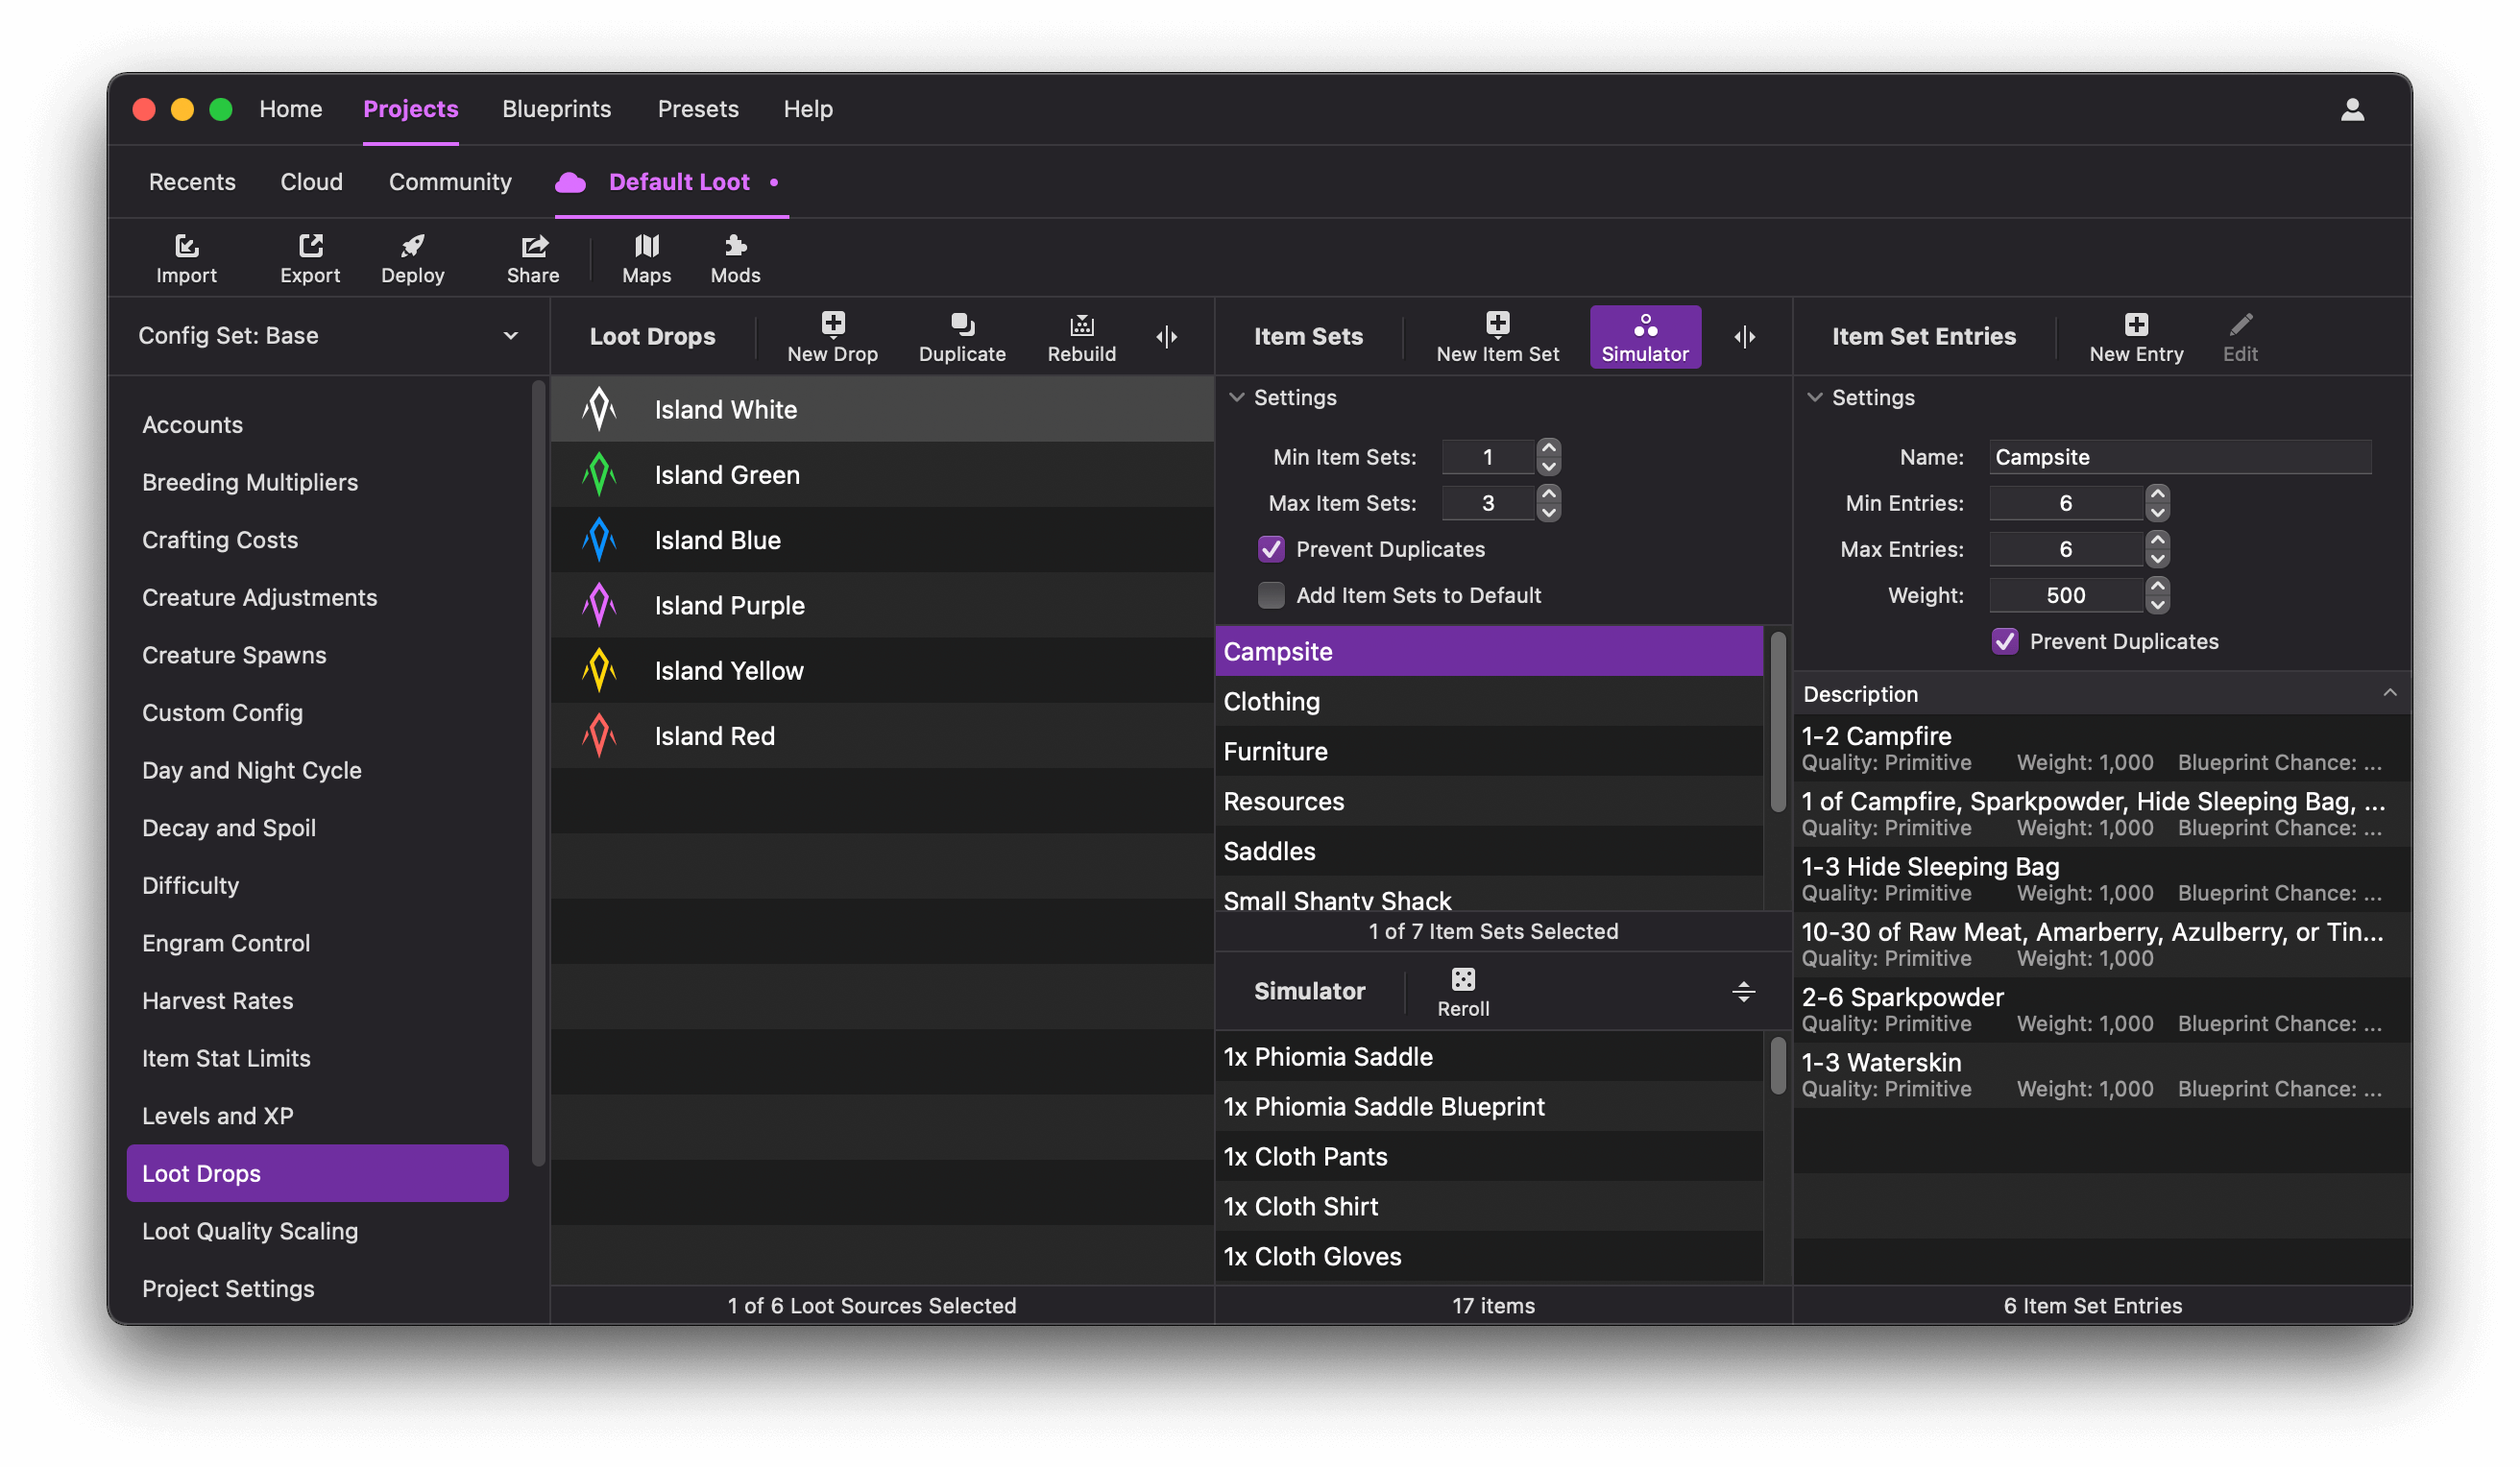 Home Projects Blueprints Presets Help
Recents Cloud Community Default Loot •
Import Export Deploy Share Maps Mods
Config Set: Base
Accounts
Breeding Multipliers
Crafting Costs
Creature Adjustments
Creature Spawns
Custom Config
Day and Night Cycle
Decay and Spoil
Difficulty
Engram Control
Harvest Rates
Item Stat Limits
Levels and XP
Loot Drops
Loot Quality Scaling
Project Settings
Loot Drops New Drop Duplicate Rebuild
Island White
Island Green
Island Blue
Island Purple
Island Yellow
Island Red
1 of 6 Loot Sources Selected
Item Sets New Item Set Simulator
Settings
Min Item Sets: 1
Max Item Sets: 3
Prevent Duplicates
Add Item Sets to Default
Campsite
Clothing
Furniture
Resources
Saddles
Small Shanty Shack
1 of 7 Item Sets Selected
Simulator Reroll
1x Phiomia Saddle
1x Phiomia Saddle Blueprint
1x Cloth Pants
1x Cloth Shirt
1x Cloth Gloves
17 items
Item Set Entries New Entry Edit
Settings
Name: Campsite
Min Entries: 6
Max Entries: 6
Weight: 500
Prevent Duplicates
Description
1-2 Campfire
Quality: Primitive Weight: 1,000 Blueprint Chance: ...
1 of Campfire, Sparkpowder, Hide Sleeping Bag, ...
Quality: Primitive Weight: 1,000 Blueprint Chance: ...
1-3 Hide Sleeping Bag
Quality: Primitive Weight: 1,000 Blueprint Chance: ...
10-30 of Raw Meat, Amarberry, Azulberry, or Tin...
Quality: Primitive Weight: 1,000
2-6 Sparkpowder
Quality: Primitive Weight: 1,000 Blueprint Chance: ...
1-3 Waterskin
Quality: Primitive Weight: 1,000 Blueprint Chance: ...
6 Item Set Entries